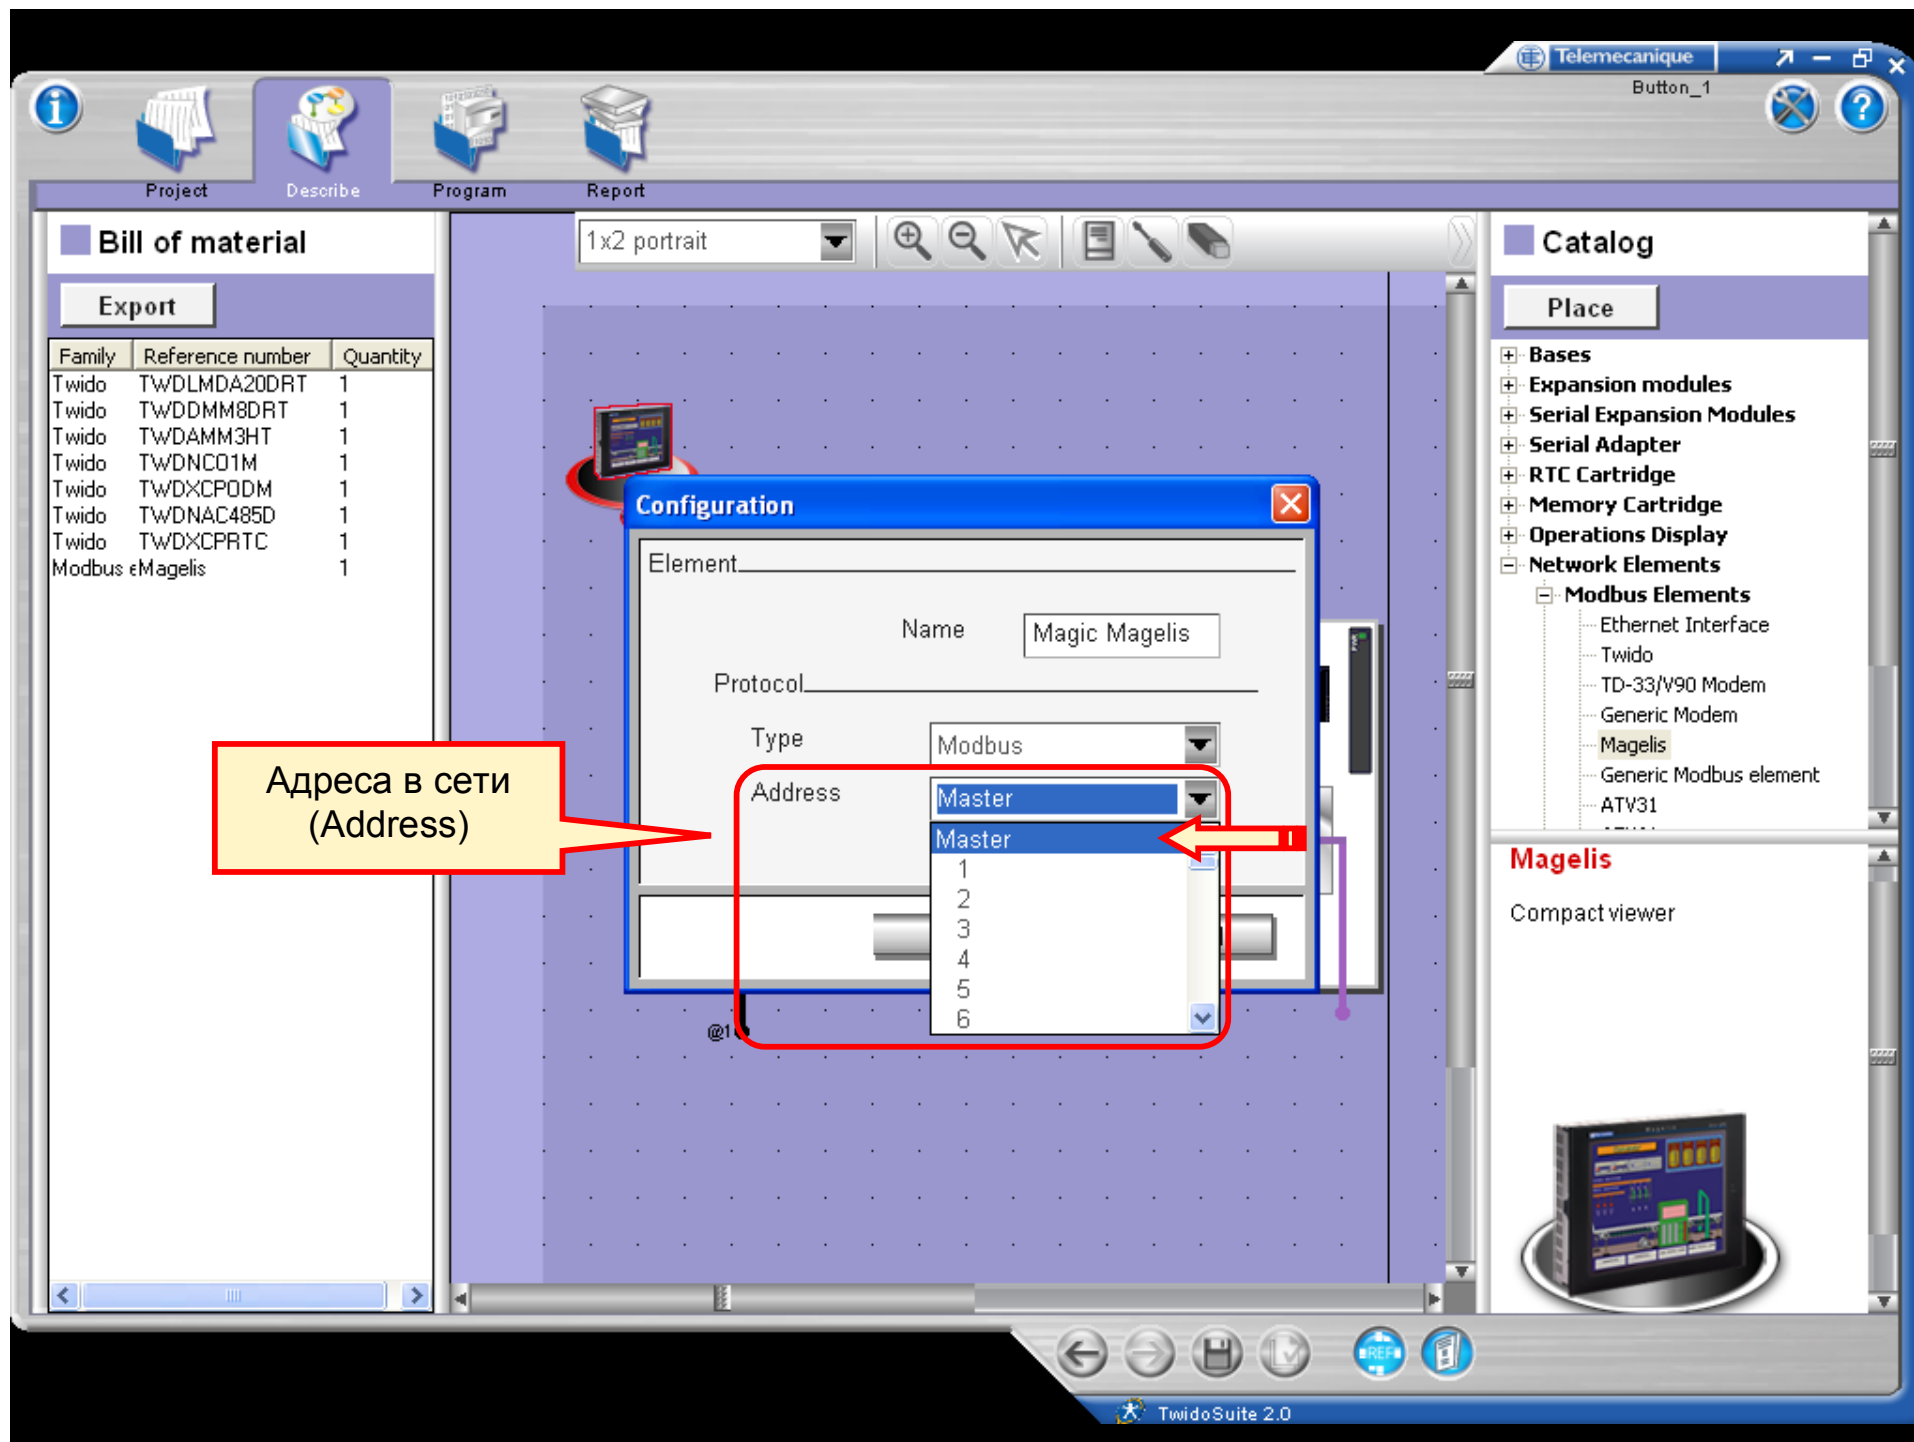 Telemecanique
Button_1
Project
Describe
Program
Report
Bill of material
Export
Family Reference number Quantity
Twido TWDLMDA20DRT 1
Twido TWDDMM8DRT 1
Twido TWDAMM3HT 1
Twido TWDNCO1M 1
Twido TWDXCPODM 1
Twido TWDNAC485D 1
Twido TWDXCPRTC 1
Modbus e Magelis 1
1x2 portrait
Configuration
Element
Name Magic Magelis
Protocol
Type Modbus
Address Master
Master
1
2
3
4
5
6
@1
Адреса в сети
(Address)
Catalog
Place
Bases
Expansion modules
Serial Expansion Modules
Serial Adapter
RTC Cartridge
Memory Cartridge
Operations Display
Network Elements
Modbus Elements
Ethernet Interface
Twido
TD-33/V90 Modem
Generic Modem
Magelis
Generic Modbus element
ATV31
Magelis
Compact viewer
REF
TwidoSuite 2.0